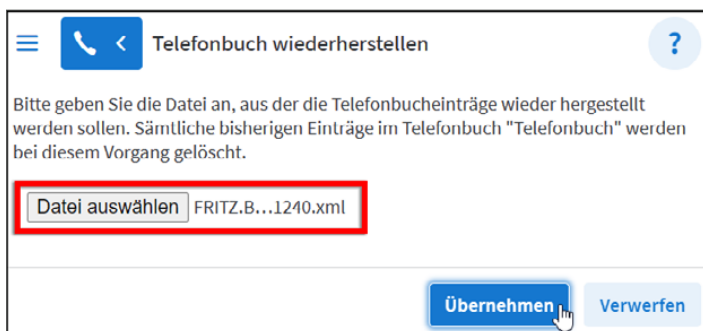 Telefonbuch wiederherstellen
?
Bitte geben Sie die Datei an, aus der die Telefonbucheinträge wieder hergestellt
werden sollen. Sämtliche bisherigen Einträge im Telefonbuch "Telefonbuch" werden
bei diesem Vorgang gelöscht.
Datei auswählen FRITZ.B...1240.xml
Übernehmen Verwerfen